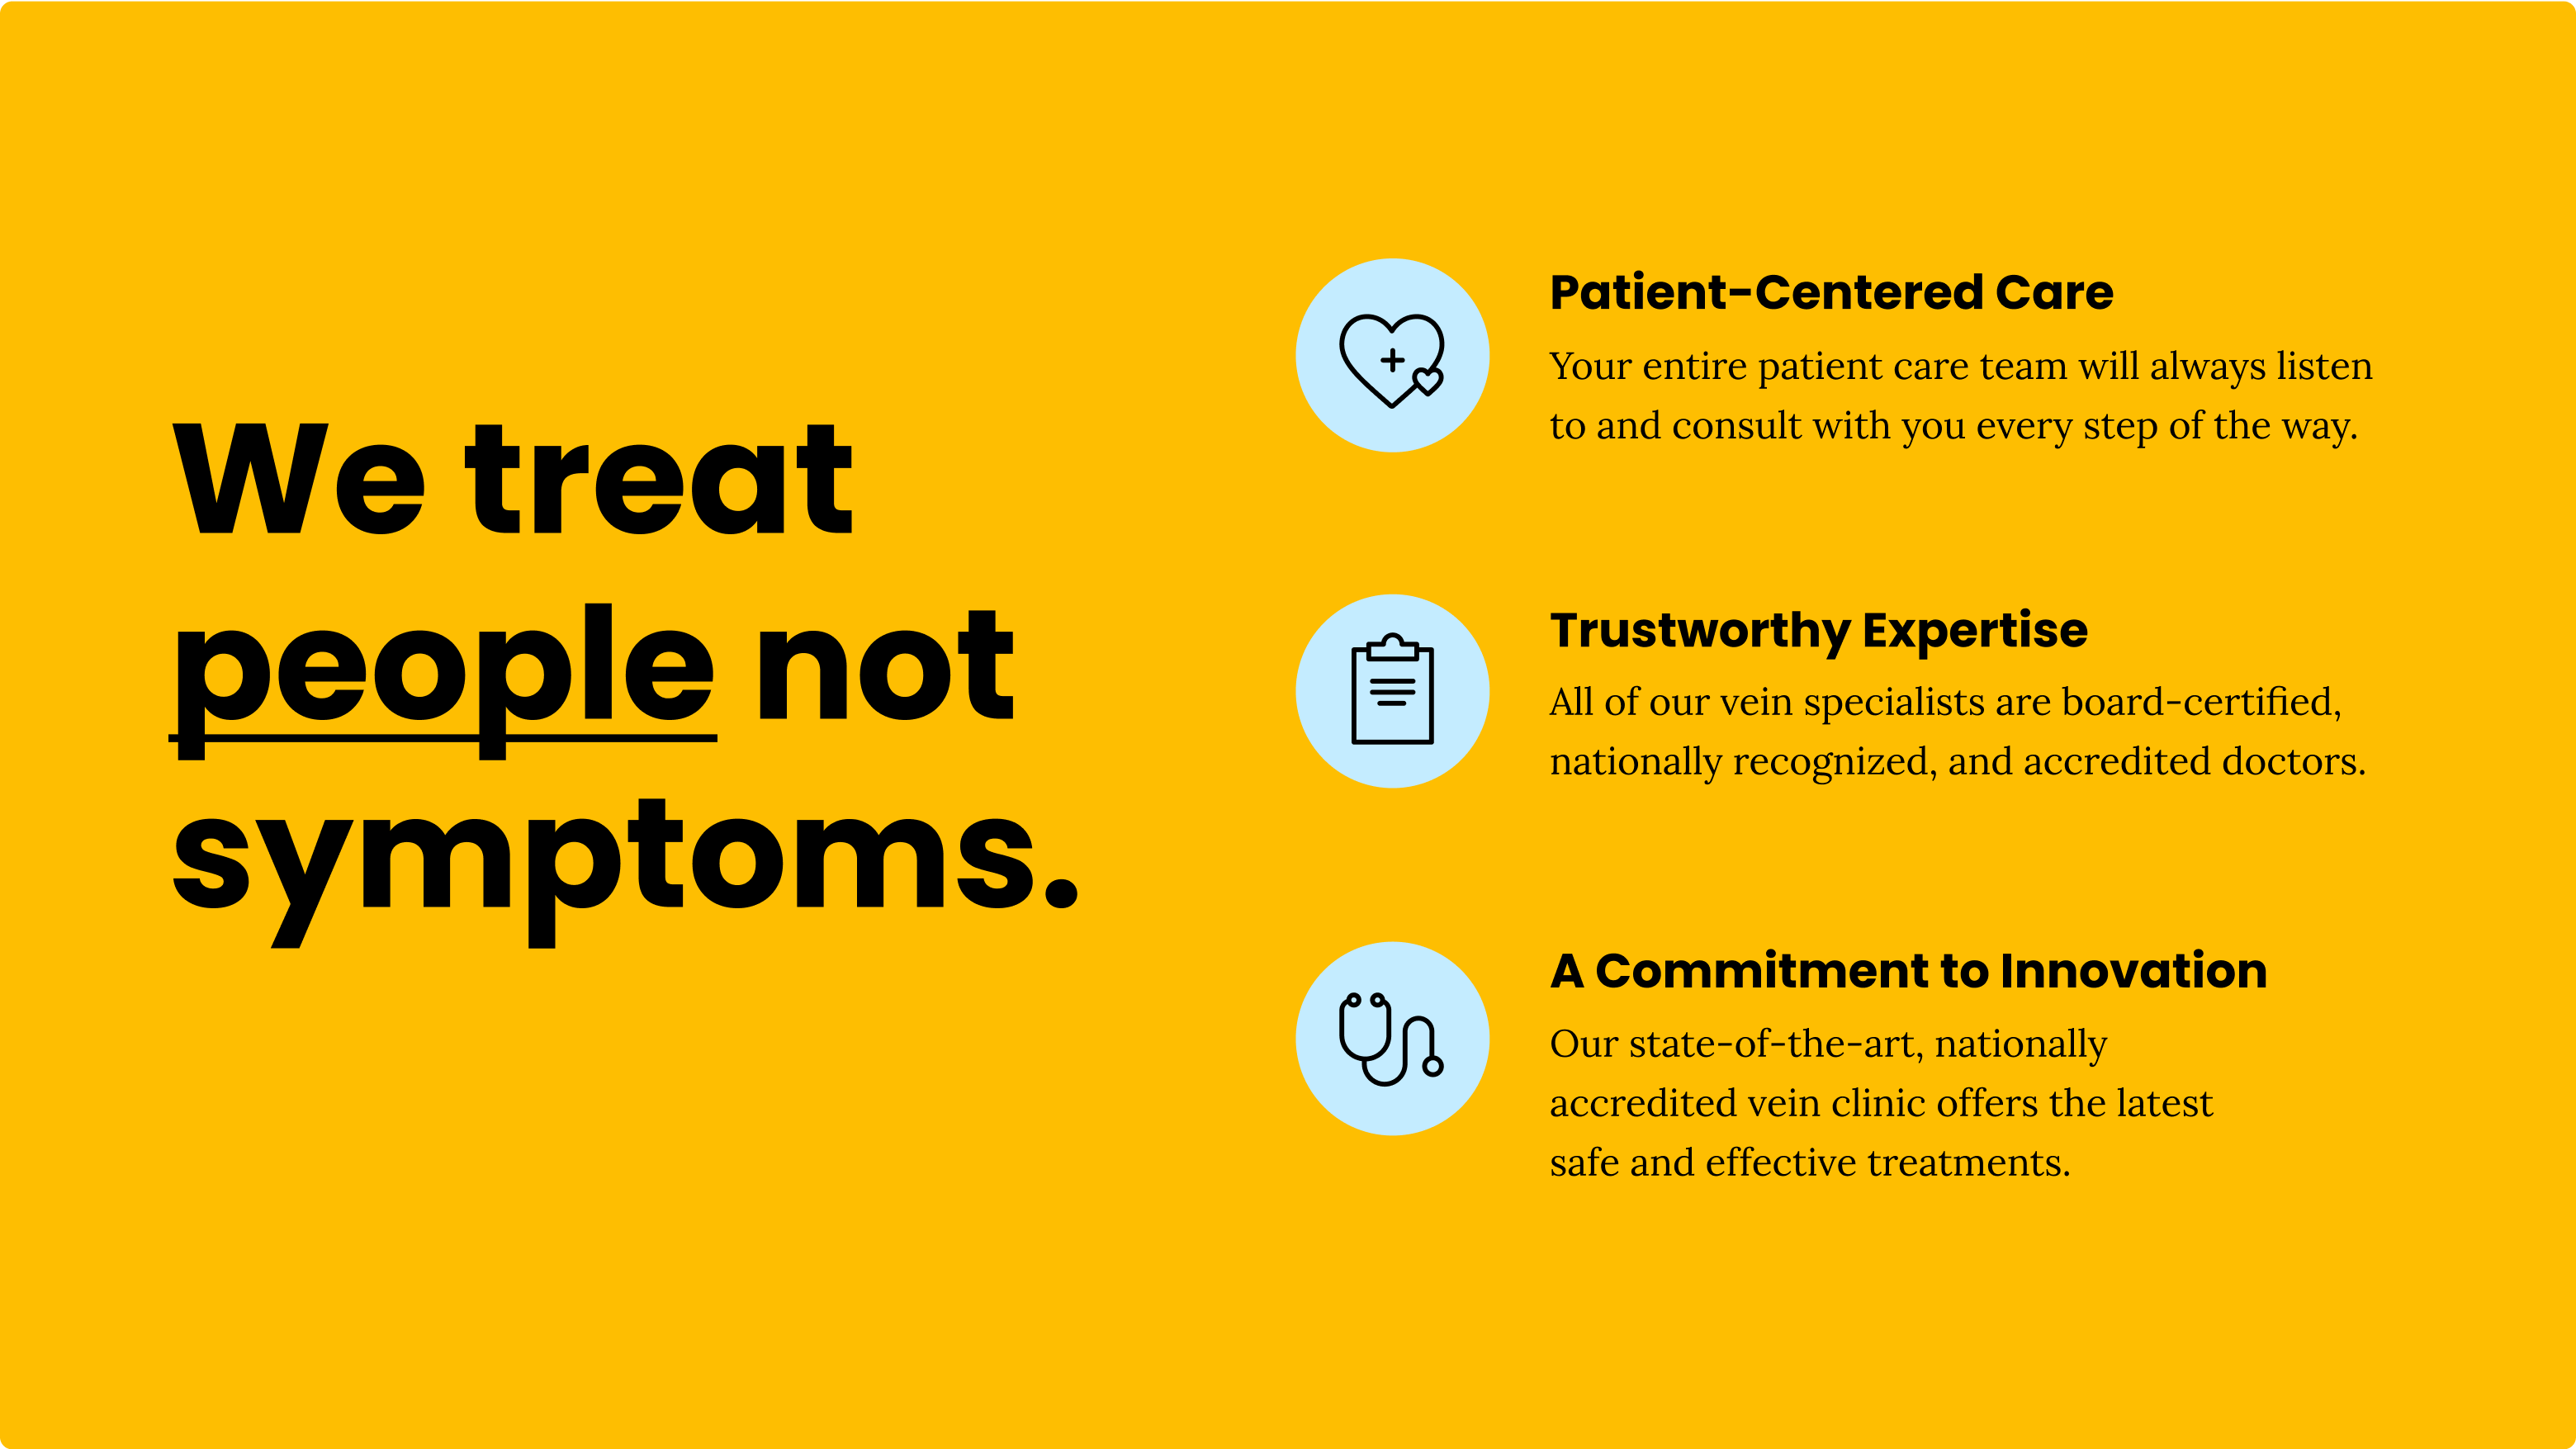 We treat
people not
symptoms.
Patient-Centered Care
Your entire patient care team will always listen
to and consult with you every step of the way.
Trustworthy Expertise
All of our vein specialists are board-certified,
nationally recognized, and accredited doctors.
A Commitment to Innovation
Our state-of-the-art, nationally
accredited vein clinic offers the latest
safe and effective treatments.